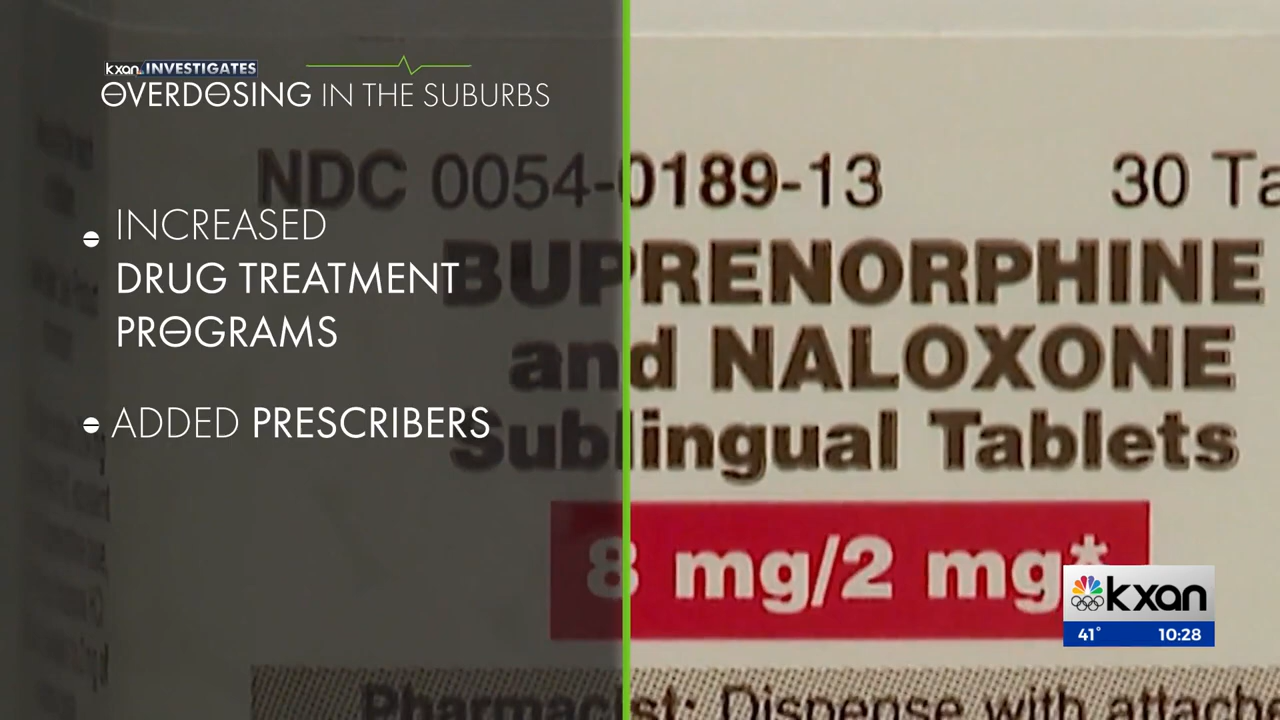 kxan INVESTIGATES
OVERDOSING IN THE SUBURBS
INCREASED
DRUG TREATMENT
PROGRAMS
ADDED PRESCRIBERS
NDC 0054-0189-13 30 Ta
BUPRENORPHINE
and NALOXONE
Sublingual Tablets
8 mg/2 mg*
Pharmacist: Dispense with attache
kxan
41° 10:28